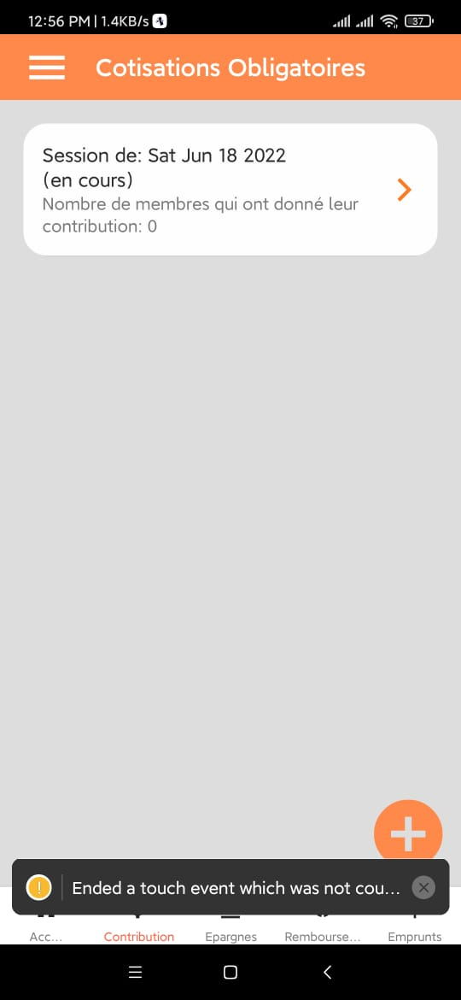 12:56 PM | 1.4KB/s
37
Cotisations Obligatoires
Session de: Sat Jun 18 2022
(en cours)
Nombre de membres qui ont donné leur
contribution: 0
Ended a touch event which was not cou...
Acc... Contribution Epargnes Rembourse... Emprunts